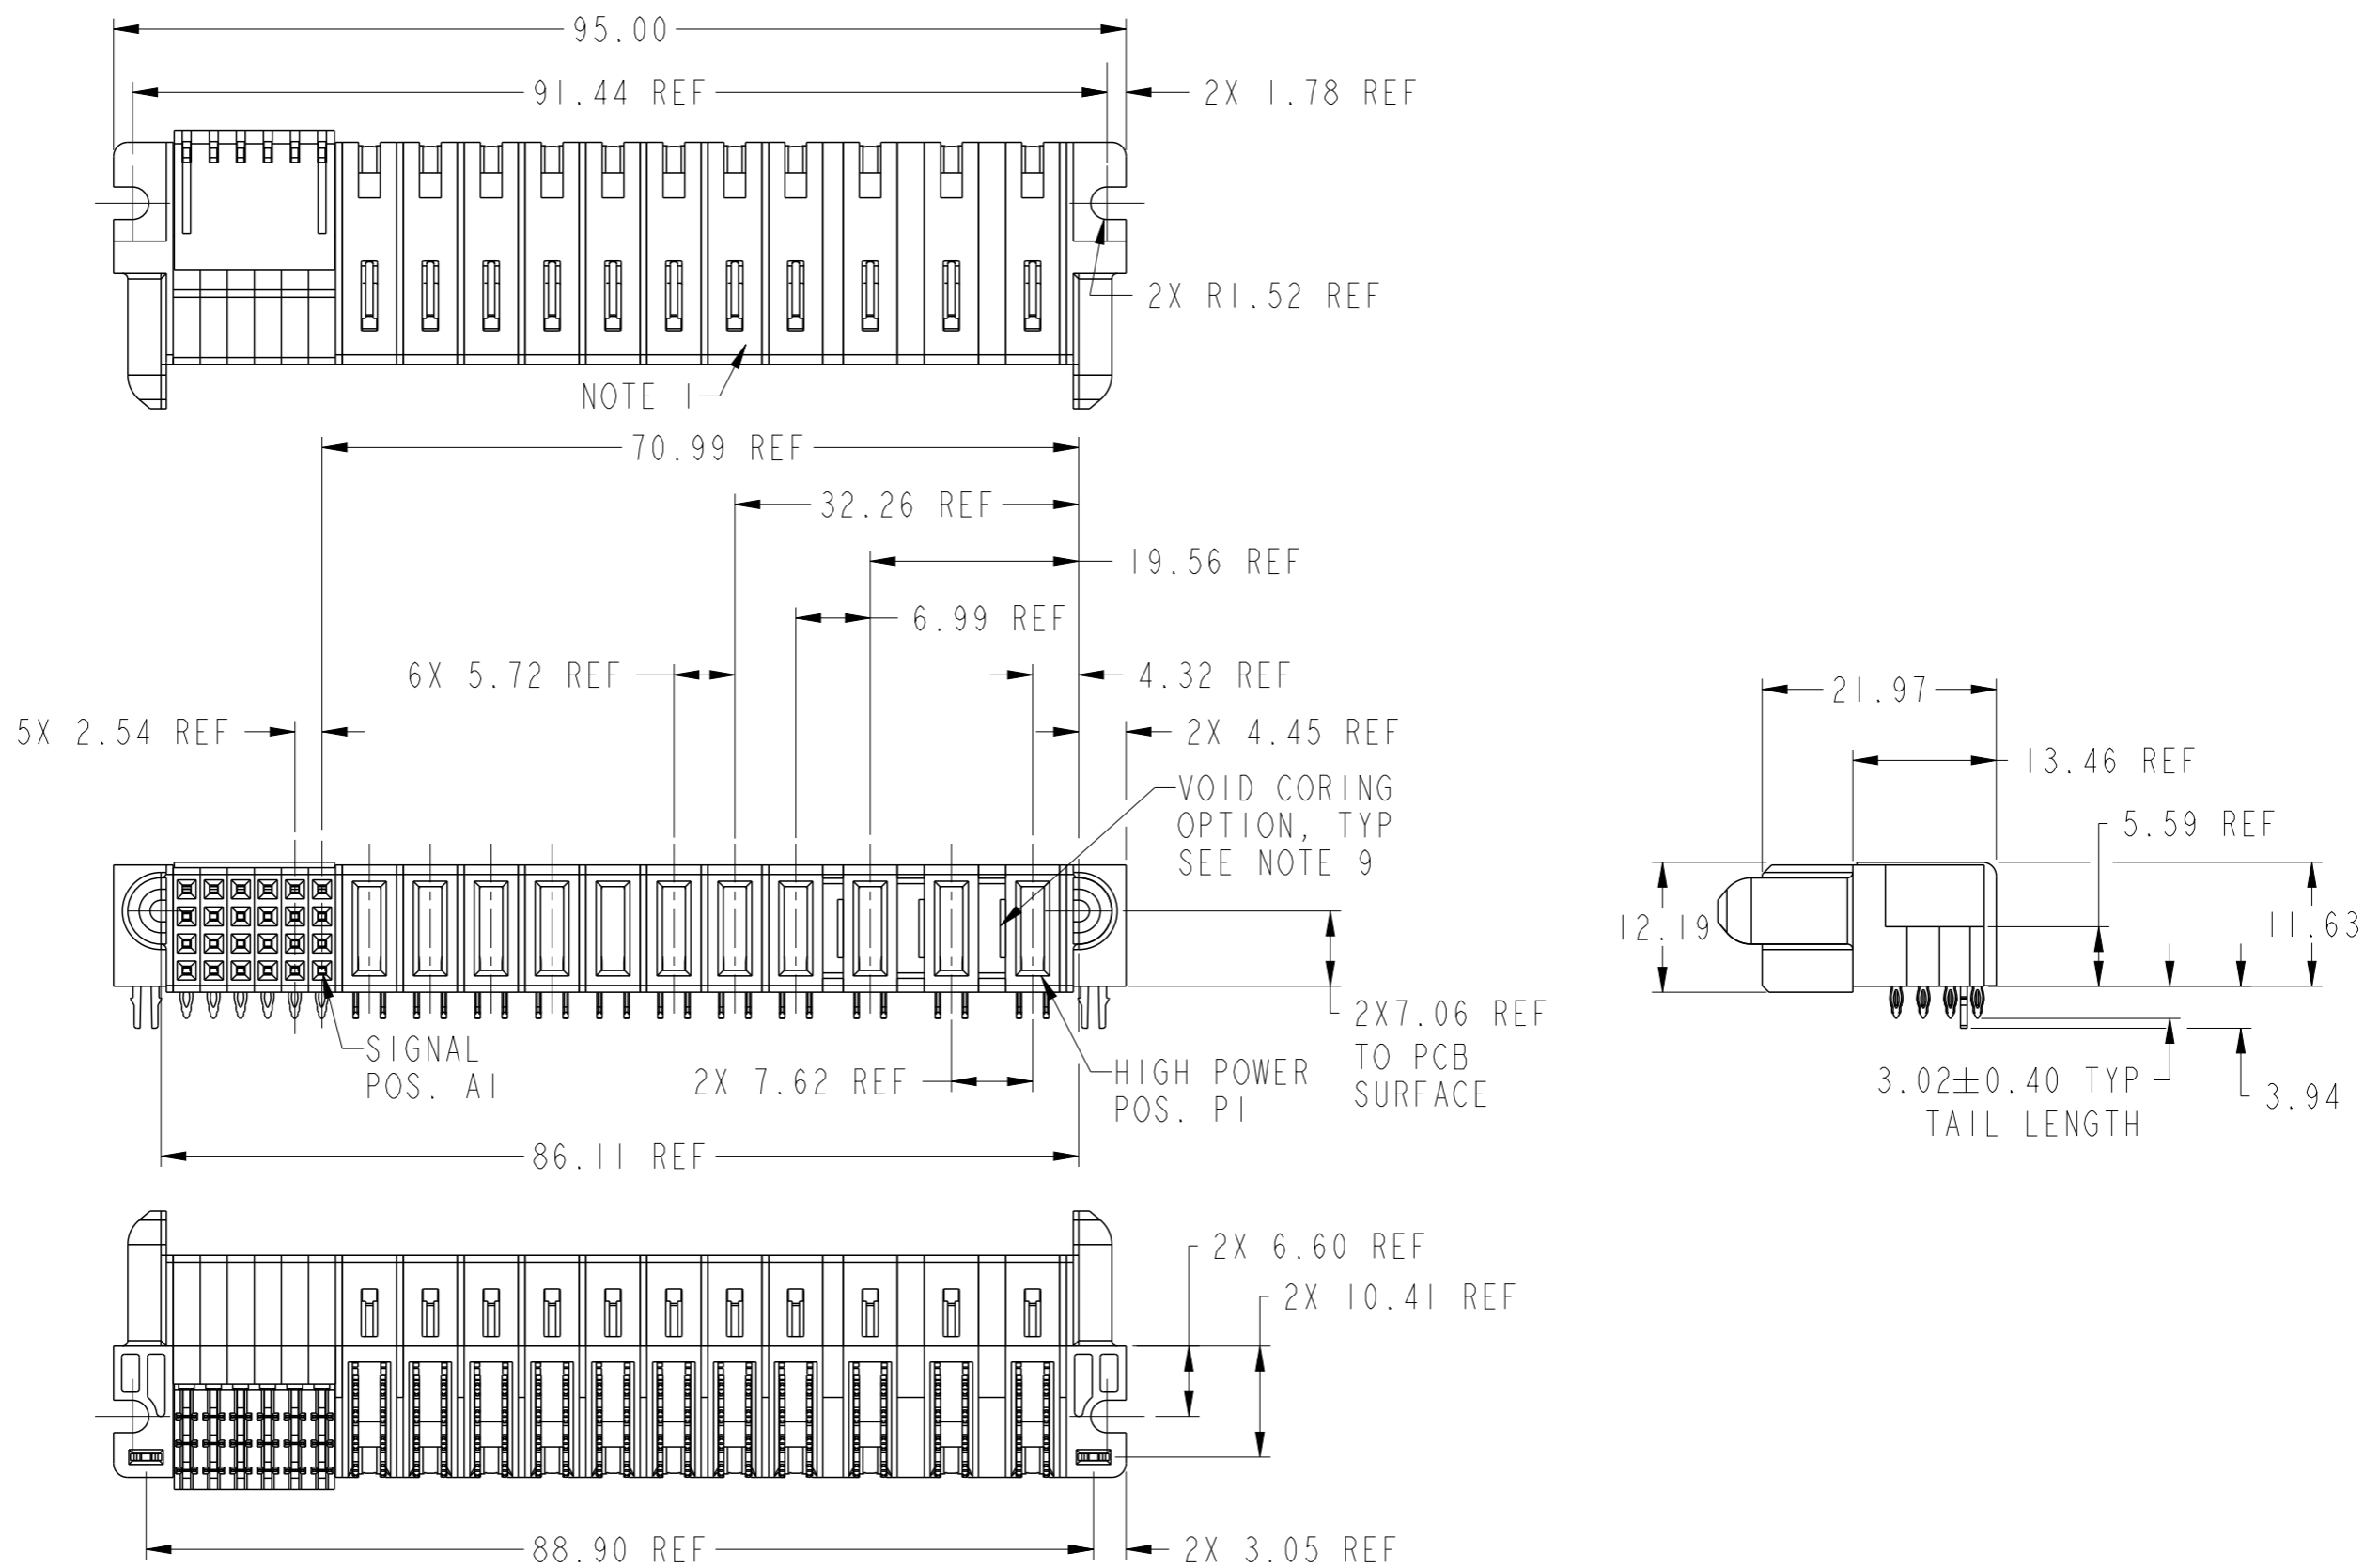 95.00
91.44 REF
2X 1.78 REF
2X R1.52 REF
NOTE 1
70.99 REF
32.26 REF
19.56 REF
6.99 REF
6X 5.72 REF
4.32 REF
5X 2.54 REF
2X 4.45 REF
VOID CORING
OPTION, TYP
SEE NOTE 9
21.97
13.46 REF
5.59 REF
12.19
11.63
2X7.06 REF
TO PCB
SURFACE
SIGNAL
POS. A1
2X 7.62 REF
HIGH POWER
POS. P1
3.02±0.40 TYP
TAIL LENGTH
3.94
86.11 REF
2X 6.60 REF
2X 10.41 REF
88.90 REF
2X 3.05 REF